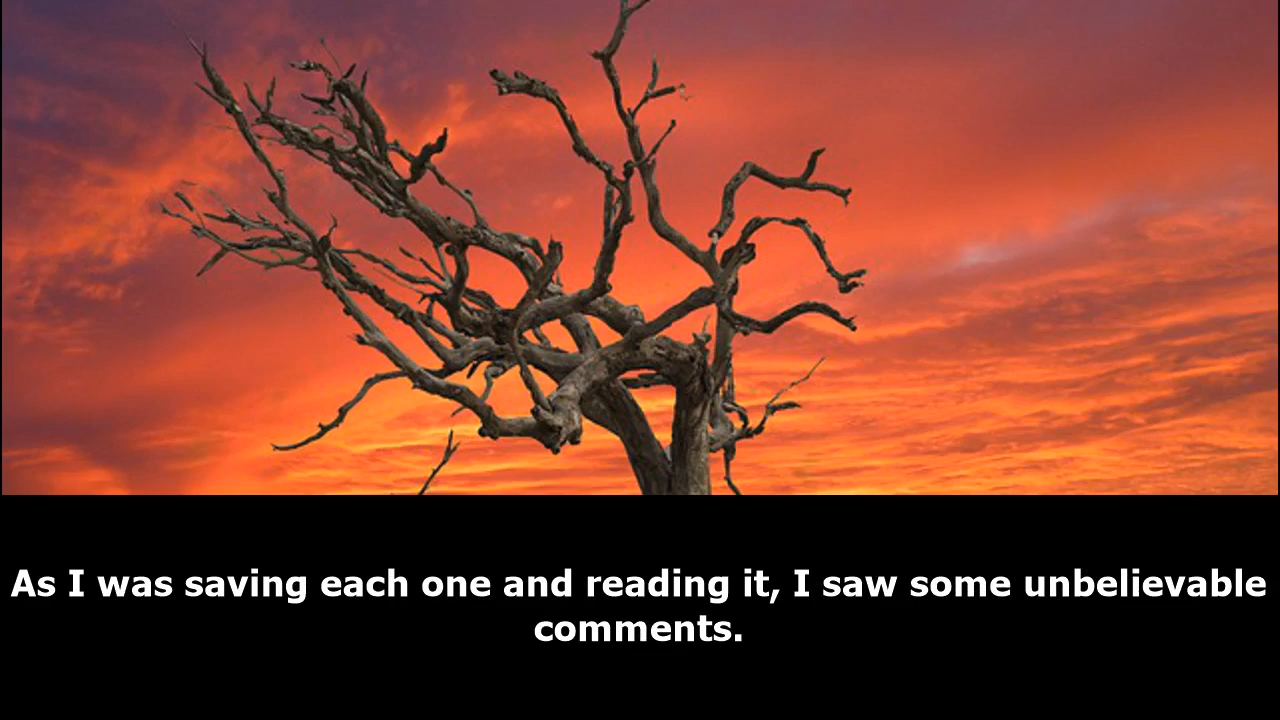 As I was saving each one and reading it, I saw some unbelievable
comments.